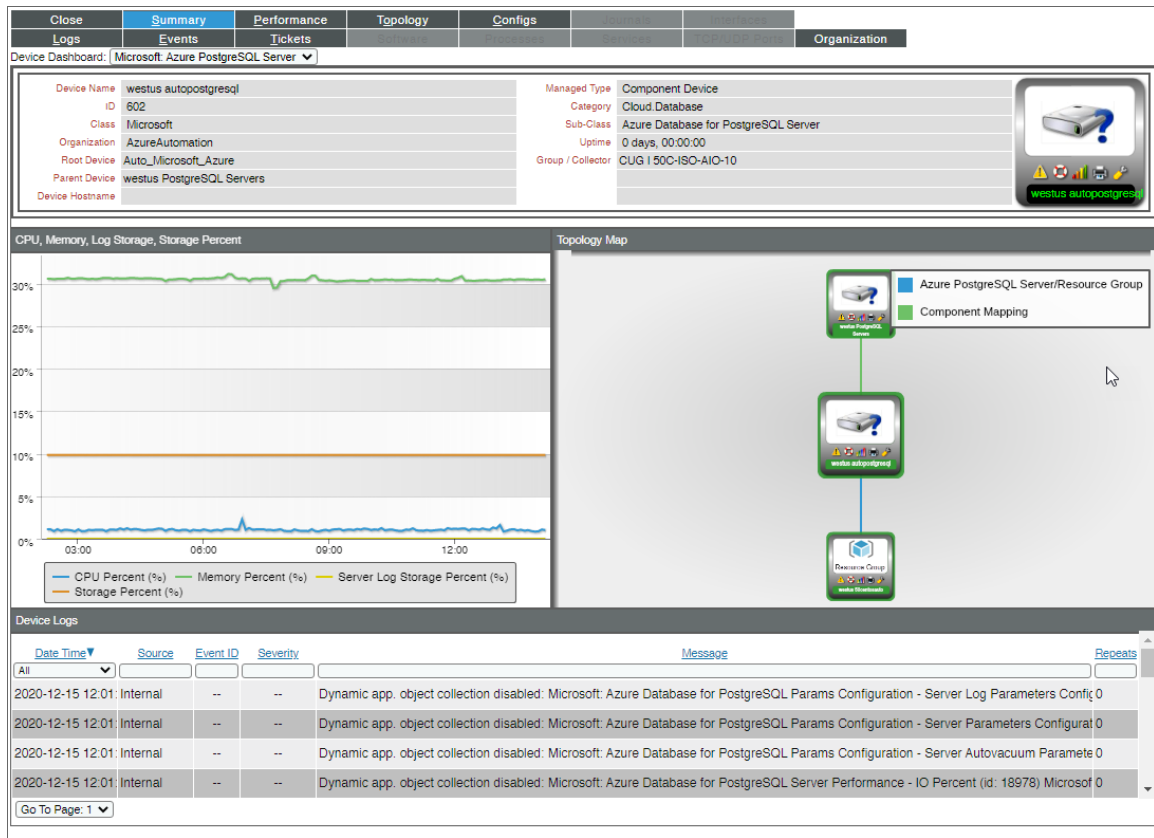 Close Summary Performance Topology Configs Journals Interfaces
Logs Events Tickets Software Processes Services TCP/UDP Ports Organization
Device Dashboard: Microsoft: Azure PostgreSQL Server
Device Name westus autopostgresql Managed Type Component Device
ID 602 Category Cloud.Database
Class Microsoft Sub-Class Azure Database for PostgreSQL Server
Organization AzureAutomation Uptime 0 days, 00:00:00
Root Device Auto_Microsoft_Azure Group / Collector CUG I 50C-ISO-AIO-10
Parent Device westus PostgreSQL Servers
Device Hostname
westus autopostgresql
CPU, Memory, Log Storage, Storage Percent Topology Map
30%
25%
20%
15%
10%
5%
0%
03:00 06:00 09:00 12:00
CPU Percent (%) Memory Percent (%) Server Log Storage Percent (%)
Storage Percent (%)
Azure PostgreSQL Server/Resource Group
Component Mapping
westus PostgreSQL
Servers
westus autopostgresql
Resource Group
Device Logs
Date Time Source Event ID Severity Message Repeats
All
2020-12-15 12:01: Internal -- -- Dynamic app. object collection disabled: Microsoft: Azure Database for PostgreSQL Params Configuration - Server Log Parameters Config 0
2020-12-15 12:01: Internal -- -- Dynamic app. object collection disabled: Microsoft: Azure Database for PostgreSQL Params Configuration - Server Parameters Configurat 0
2020-12-15 12:01: Internal -- -- Dynamic app. object collection disabled: Microsoft: Azure Database for PostgreSQL Params Configuration - Server Autovacuum Paramete 0
2020-12-15 12:01: Internal -- -- Dynamic app. object collection disabled: Microsoft: Azure Database for PostgreSQL Server Performance - IO Percent (id: 18978) Microsof 0
Go To Page: 1